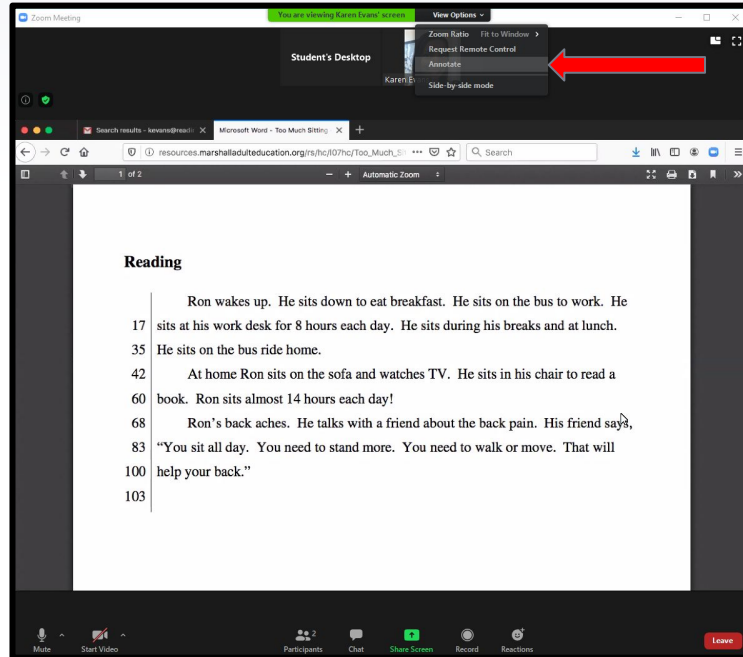 Zoom Meeting
You are viewing Karen Evans' screen
View Options
Zoom Ratio Fit to Window
Request Remote Control
Annotate
Side-by-side mode
Student's Desktop
Karen
Search results - kevans@readi
Microsoft Word - Too Much Sitting
resources.marshalladulteducation.org/rs/hc/l07hc/Too_Much_S
Search
1 of 2
Automatic Zoom
Reading
Ron wakes up. He sits down to eat breakfast. He sits on the bus to work. He
17 sits at his work desk for 8 hours each day. He sits during his breaks and at lunch.
35 He sits on the bus ride home.
42 At home Ron sits on the sofa and watches TV. He sits in his chair to read a
60 book. Ron sits almost 14 hours each day!
68 Ron's back aches. He talks with a friend about the back pain. His friend says,
83 “You sit all day. You need to stand more. You need to walk or move. That will
100 help your back.”
103
Mute
Start Video
Participants 2
Chat
Share Screen
Record
Reactions
Leave